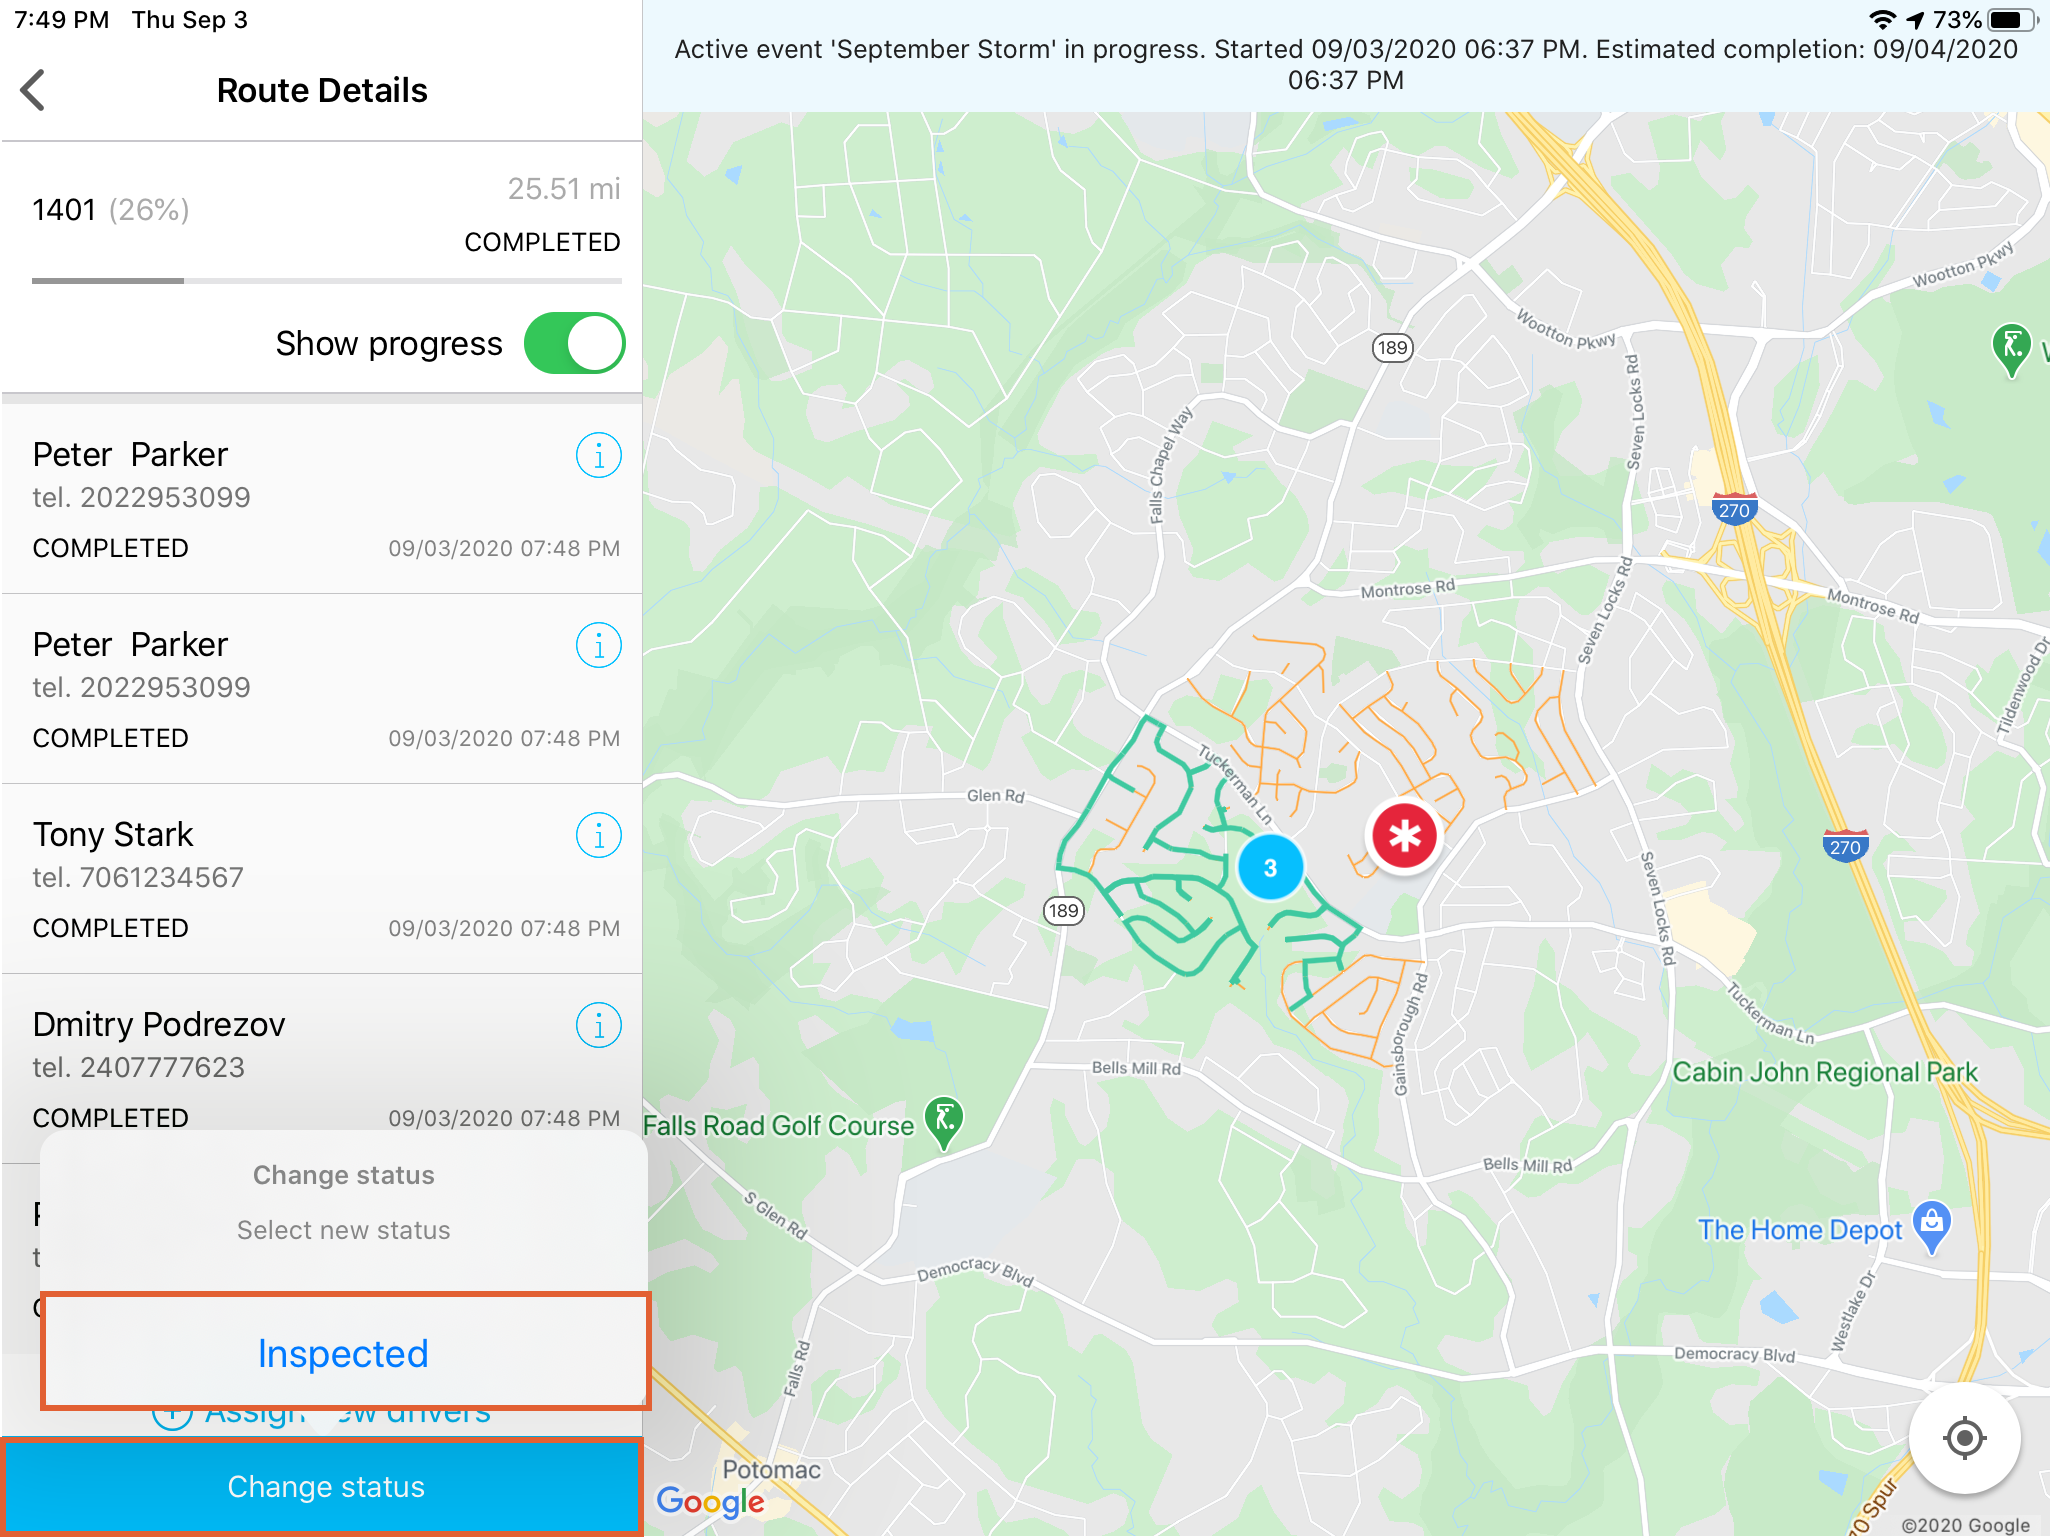 7:49 PM Thu Sep 3
73%
Active event 'September Storm' in progress. Started 09/03/2020 06:37 PM. Estimated completion: 09/04/2020
06:37 PM
Route Details
1401 (26%)
25.51 mi
COMPLETED
Show progress
Peter Parker
tel. 2022953099
COMPLETED 09/03/2020 07:48 PM
Peter Parker
tel. 2022953099
COMPLETED 09/03/2020 07:48 PM
Tony Stark
tel. 7061234567
COMPLETED 09/03/2020 07:48 PM
Dmitry Podrezov
tel. 2407777623
COMPLETED 09/03/2020 07:48 PM
Change status
Select new status
Inspected
Change status
Wootton Pkwy
Wootton Pkwy
189
Seven Locks Rd
Falls Chapel Way
270
Montrose Rd
Montrose Rd
Seven Locks Rd
Tildenwood Dr
Tuckerman Ln
Glen Rd
3
270
189
Seven Locks Rd
Tuckerman Ln
Gainsborough Rd
Bells Mill Rd
Cabin John Regional Park
Falls Road Golf Course
Bells Mill Rd
S Glen Rd
The Home Depot
Democracy Blvd
Westlake Dr
Falls Rd
Democracy Blvd
Potomac
Google
Spur
©2020 Google